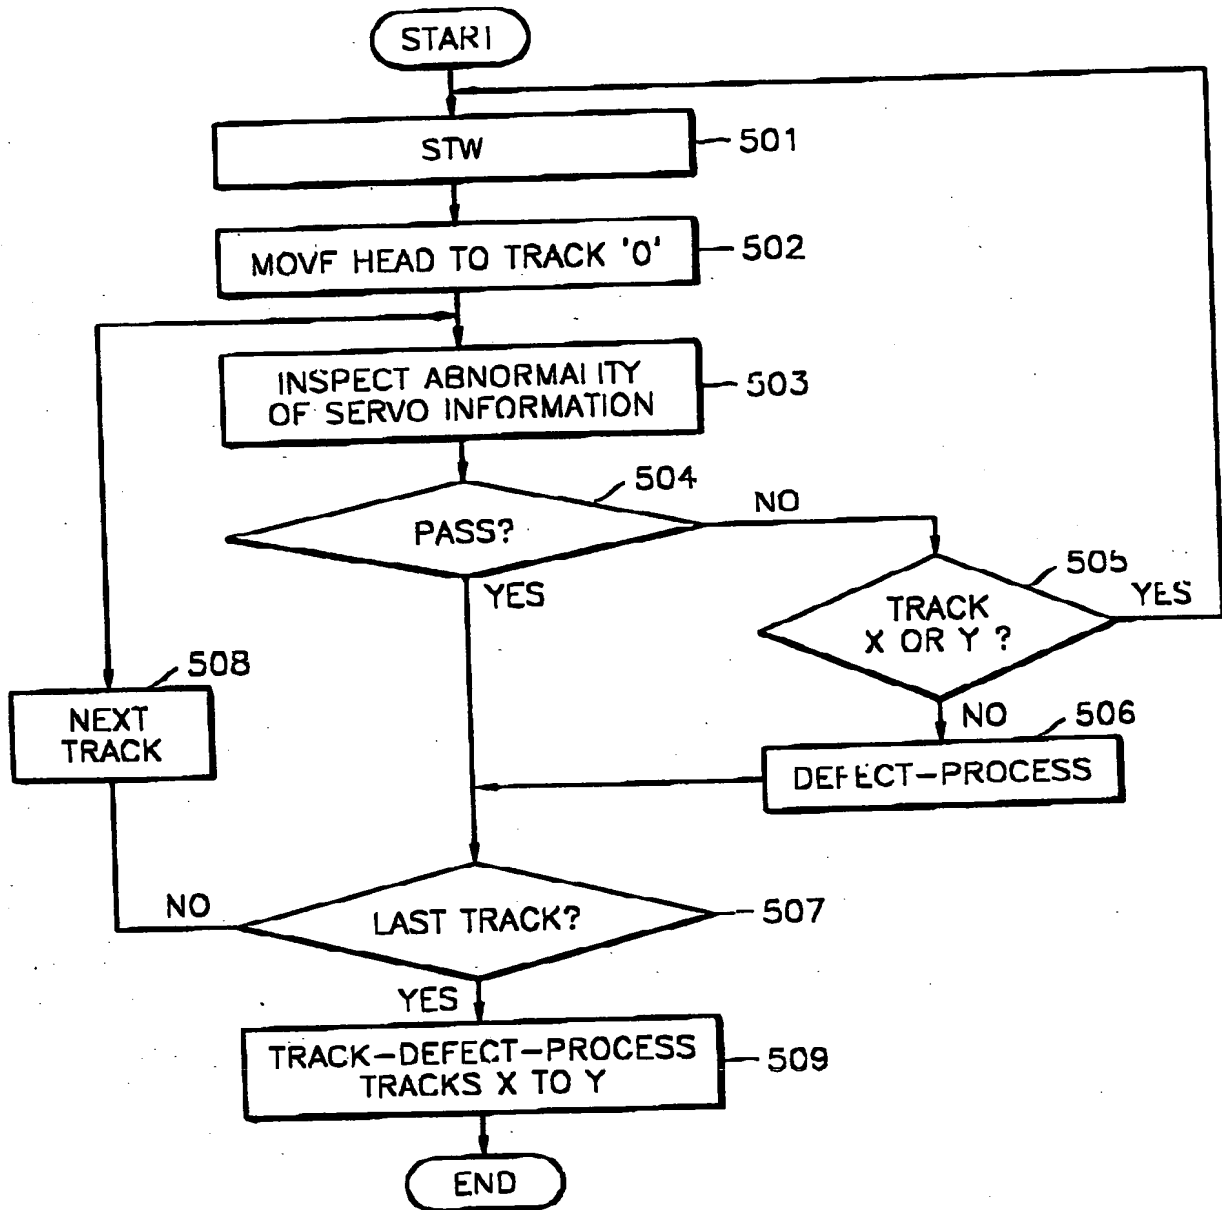 START
STW
501
MOVE HEAD TO TRACK '0'
502
INSPECT ABNORMALITY
OF SERVO INFORMATION
503
PASS?
504
NO
YES
TRACK
X OR Y ?
505
YES
NO
DEFECT-PROCESS
506
508
NEXT
TRACK
NO
LAST TRACK?
507
YES
TRACK-DEFECT-PROCESS
TRACKS X TO Y
509
END